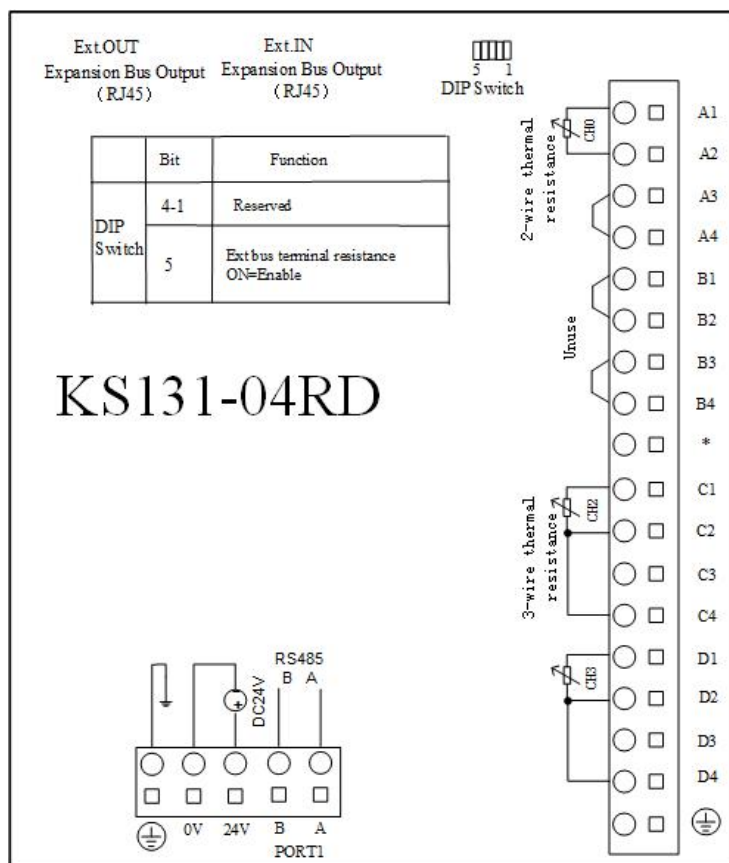 Ext.OUT
Expansion Bus Output
(RJ45)
Ext.IN
Expansion Bus Output
(RJ45)
5 1
DIP Switch
Bit Function
DIP Switch
4-1 Reserved
5 Ext bus terminal resistance
ON=Enable
KS131-04RD
2-wire thermal
resistance
CH0
Unuse
3-wire thermal
resistance
CH2
CH3
A1
A2
A3
A4
B1
B2
B3
B4
*
C1
C2
C3
C4
D1
D2
D3
D4
RS485
B A
DC24V
+
0V 24V B A
PORT1